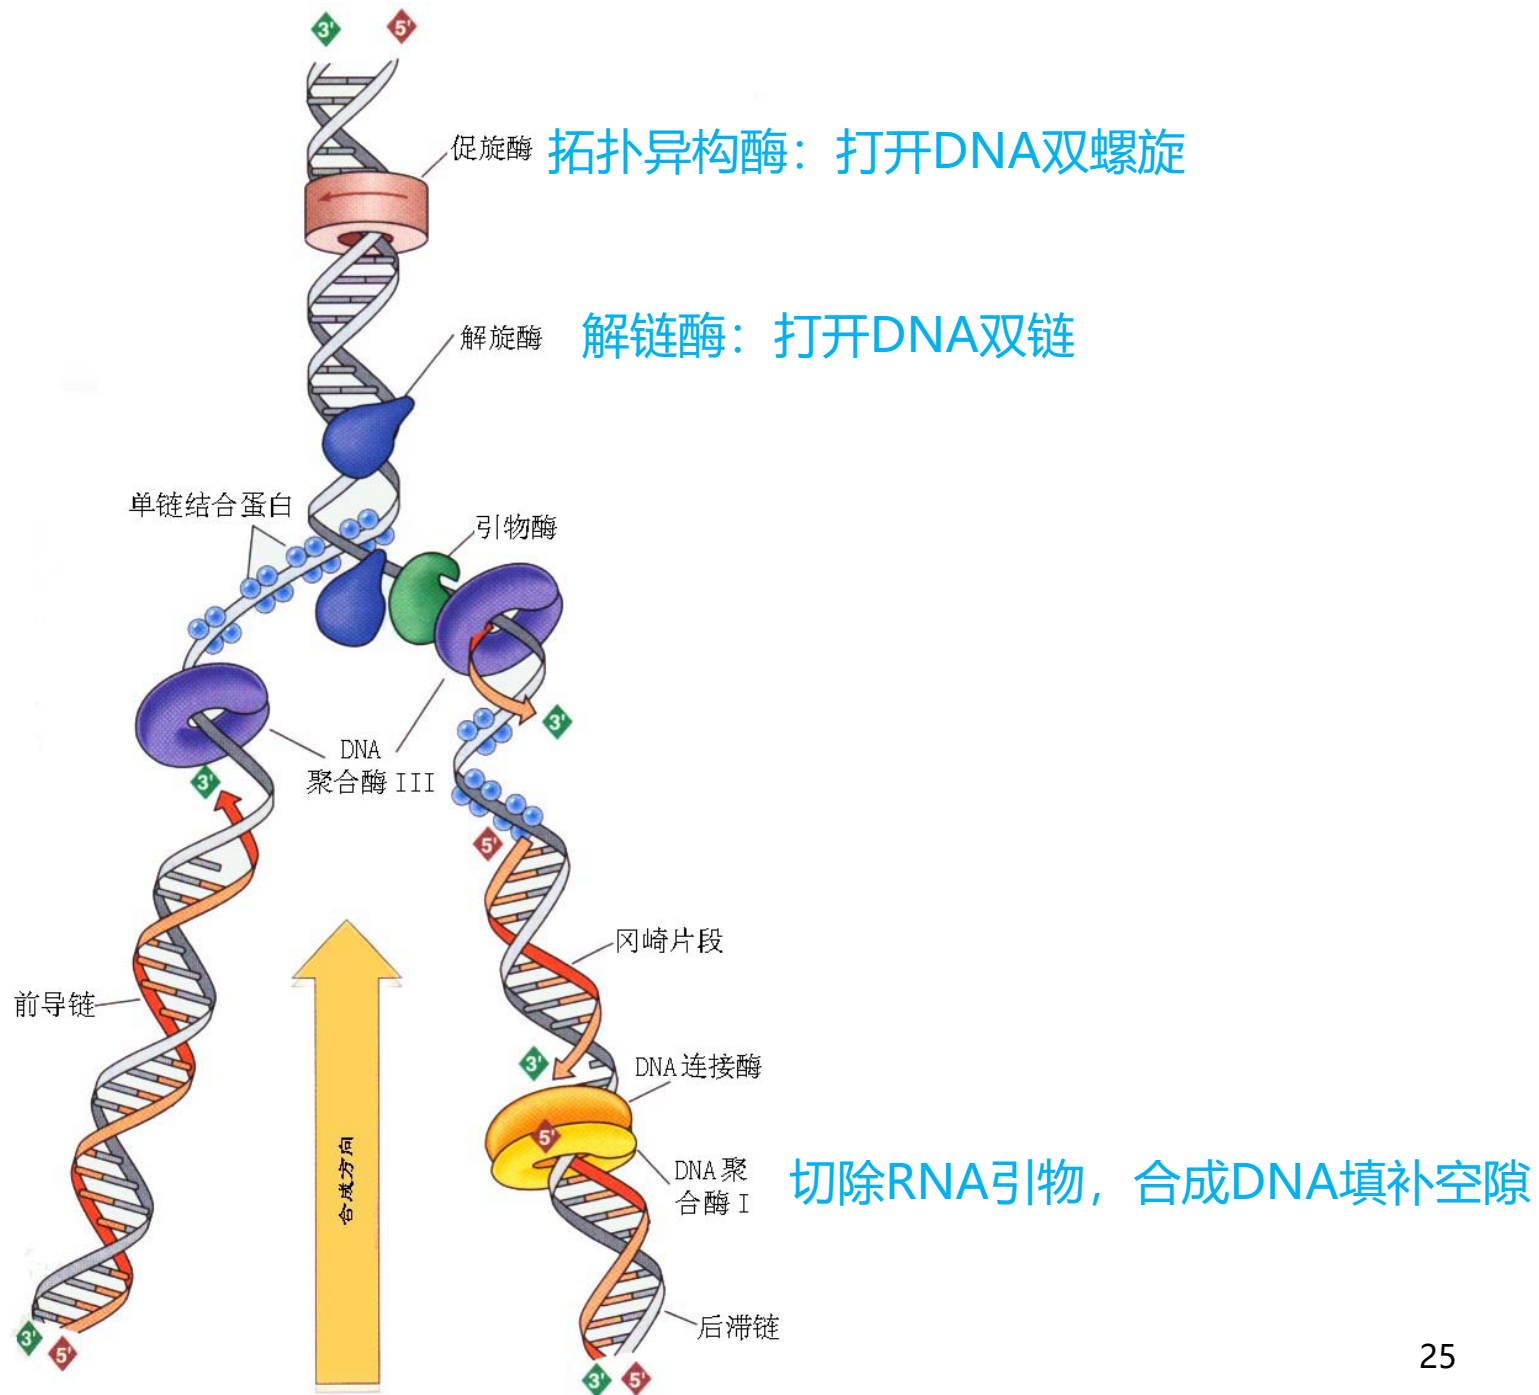 3' 5'
促旋酶 拓扑异构酶：打开DNA双螺旋
解旋酶 解链酶：打开DNA双链
单链结合蛋白
引物酶
3'
DNA
聚合酶 III
3'
5'
冈崎片段
前导链
3'
DNA连接酶
5'
合成方向
DNA聚
合酶 I
切除RNA引物，合成DNA填补空隙
后滞链
3'
5'
3' 5'
25